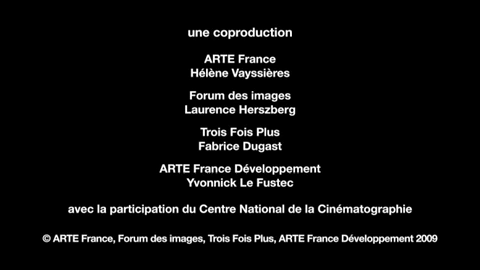 une coproduction
ARTE France
Hélène Vayssières
Forum des images
Laurence Herszberg
Trois Fois Plus
Fabrice Dugast
ARTE France Développement
Yvonnick Le Fustec
avec la participation du Centre National de la Cinématographie
© ARTE France, Forum des images, Trois Fois Plus, ARTE France Développement 2009